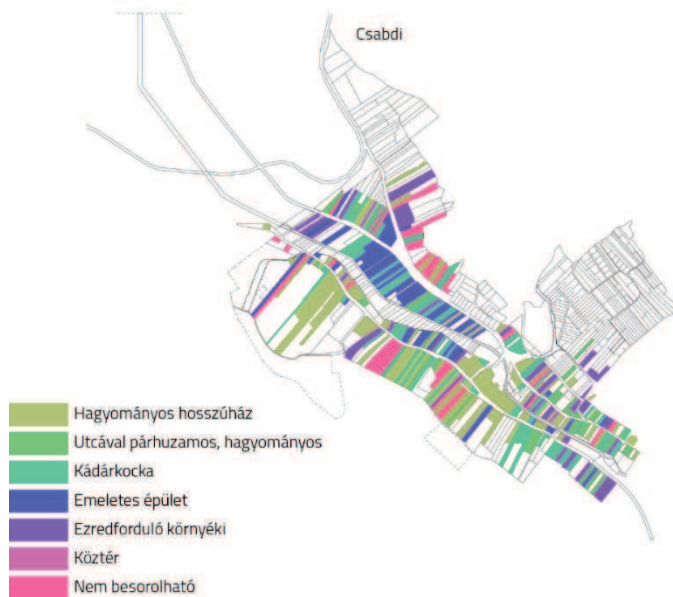 Csabdi
Hagyományos hosszúház
Utcával párhuzamos, hagyományos
Kádárkocka
Emeletes épület
Ezredforduló környéki
Köztér
Nem besorolható